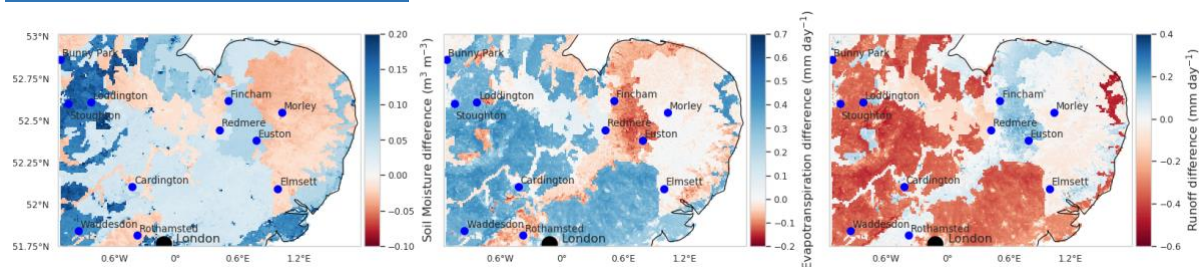 53°N
52.75°N
52.5°N
52.25°N
52°N
51.75°N
0.6°W
0°
0.6°E
1.2°E
Bunny Park
Loddington
Stoughton
Fincham
Morley
Redmere
Euston
Cardington
Elmsett
Waddesdon
Rothamsted
London
0.20
0.15
0.10
0.05
0.00
−0.05
−0.10
Soil Moisture difference (m³ m⁻³)
0.6°W
0°
0.6°E
1.2°E
Bunny Park
Loddington
Stoughton
Fincham
Morley
Redmere
Euston
Cardington
Elmsett
Waddesdon
Rothamsted
London
0.7
0.6
0.5
0.4
0.3
0.2
0.1
0.0
−0.1
−0.2
Evapotranspiration difference (mm day⁻¹)
0.6°W
0°
0.6°E
1.2°E
Bunny Park
Loddington
Stoughton
Fincham
Morley
Redmere
Euston
Cardington
Elmsett
Waddesdon
Rothamsted
London
0.4
0.2
0.0
−0.2
−0.4
−0.6
Runoff difference (mm day⁻¹)